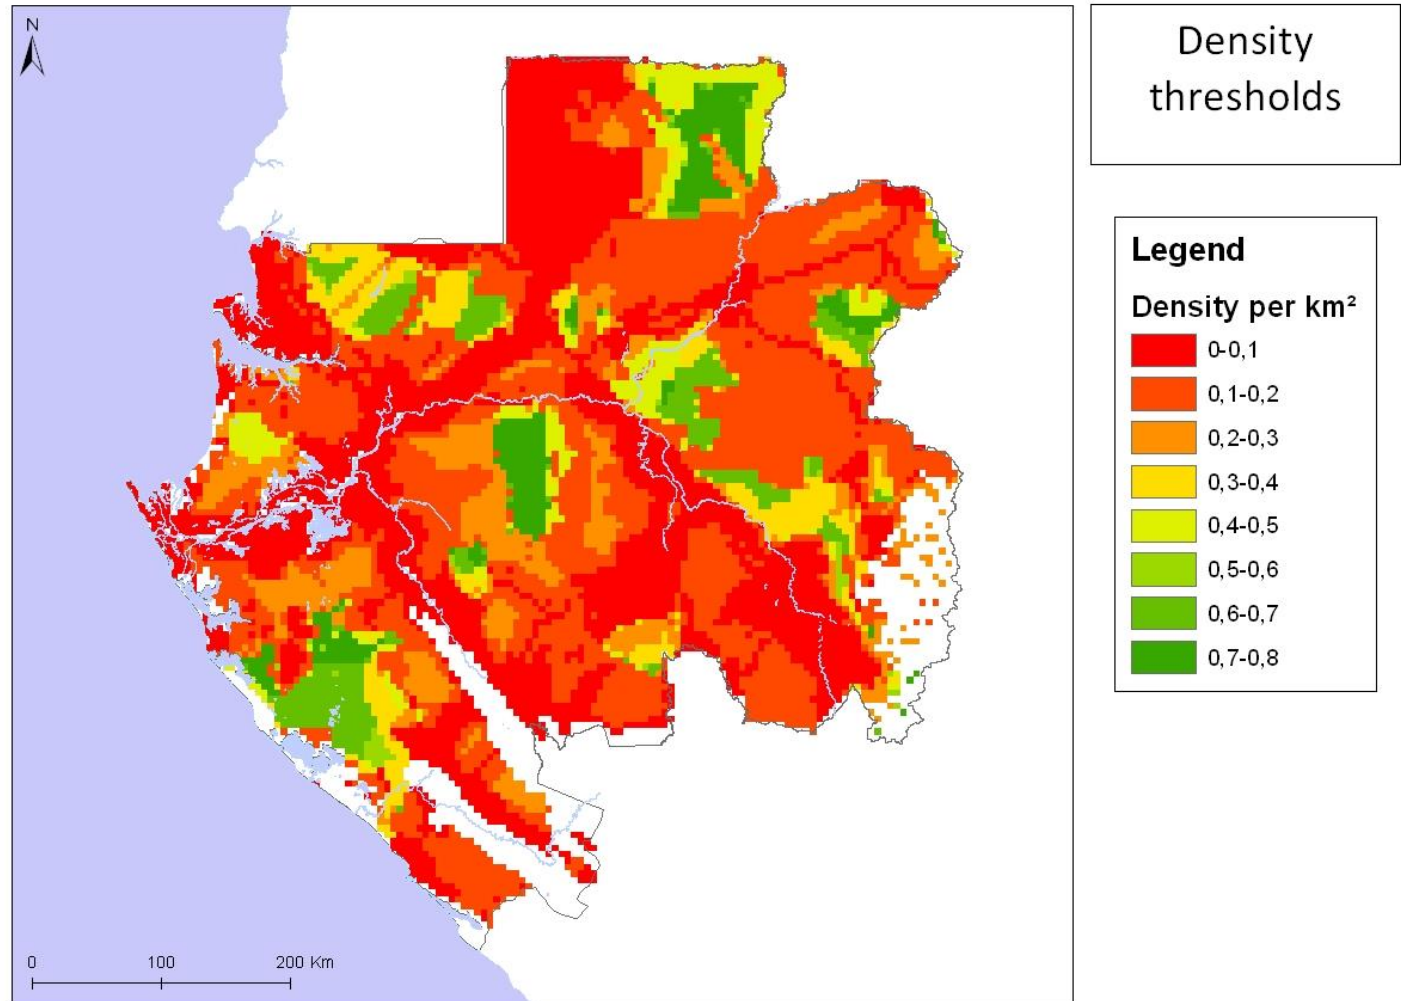 N
Density
thresholds
Legend
Density per km²
0-0,1
0,1-0,2
0,2-0,3
0,3-0,4
0,4-0,5
0,5-0,6
0,6-0,7
0,7-0,8
0 100 200 Km